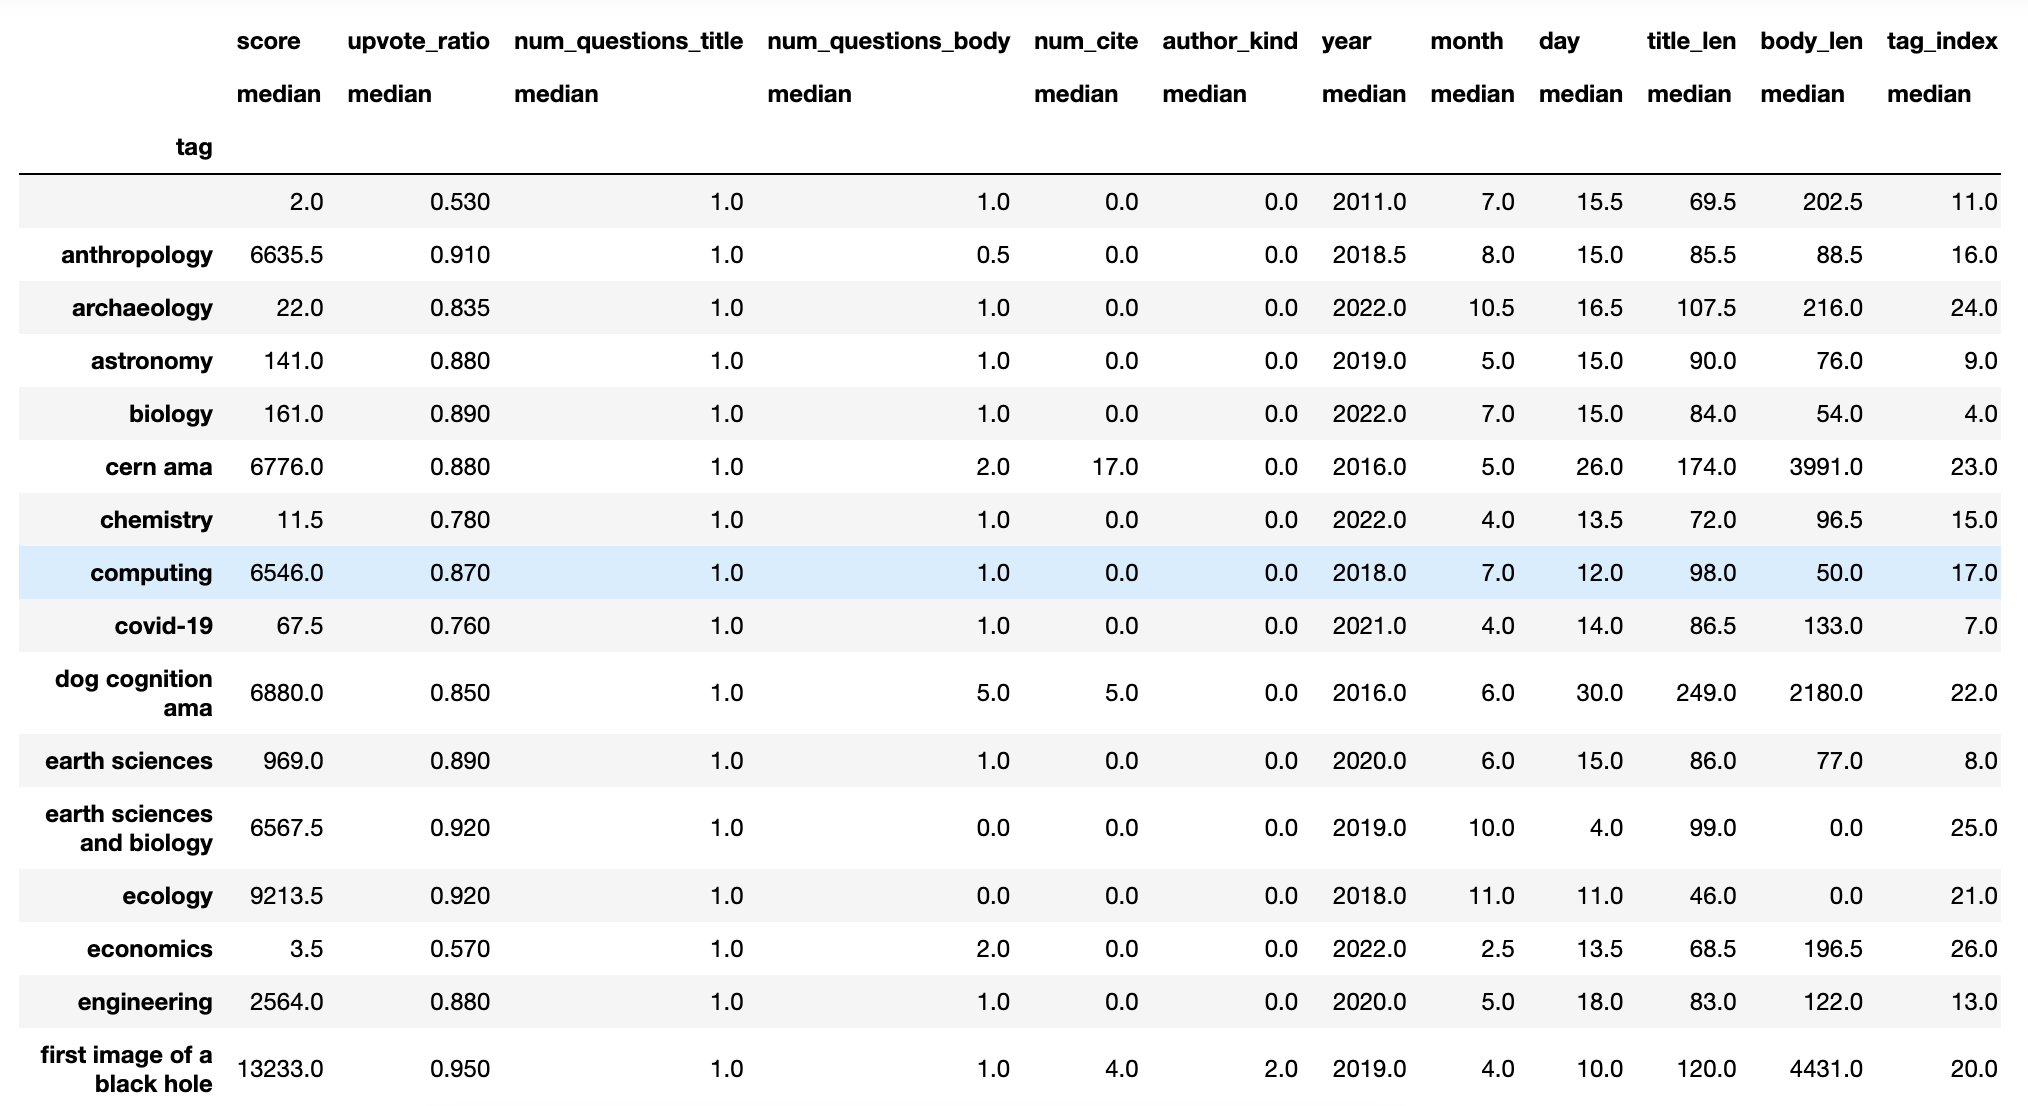 score upvote_ratio num_questions_title num_questions_body num_cite author_kind year month day title_len body_len tag_index
median median median median median median median median median median median median
tag
2.0 0.530 1.0 1.0 0.0 0.0 2011.0 7.0 15.5 69.5 202.5 11.0
anthropology 6635.5 0.910 1.0 0.5 0.0 0.0 2018.5 8.0 15.0 85.5 88.5 16.0
archaeology 22.0 0.835 1.0 1.0 0.0 0.0 2022.0 10.5 16.5 107.5 216.0 24.0
astronomy 141.0 0.880 1.0 1.0 0.0 0.0 2019.0 5.0 15.0 90.0 76.0 9.0
biology 161.0 0.890 1.0 1.0 0.0 0.0 2022.0 7.0 15.0 84.0 54.0 4.0
cern ama 6776.0 0.880 1.0 2.0 17.0 0.0 2016.0 5.0 26.0 174.0 3991.0 23.0
chemistry 11.5 0.780 1.0 1.0 0.0 0.0 2022.0 4.0 13.5 72.0 96.5 15.0
computing 6546.0 0.870 1.0 1.0 0.0 0.0 2018.0 7.0 12.0 98.0 50.0 17.0
covid-19 67.5 0.760 1.0 1.0 0.0 0.0 2021.0 4.0 14.0 86.5 133.0 7.0
dog cognition
ama 6880.0 0.850 1.0 5.0 5.0 0.0 2016.0 6.0 30.0 249.0 2180.0 22.0
earth sciences 969.0 0.890 1.0 1.0 0.0 0.0 2020.0 6.0 15.0 86.0 77.0 8.0
earth sciences
and biology 6567.5 0.920 1.0 0.0 0.0 0.0 2019.0 10.0 4.0 99.0 0.0 25.0
ecology 9213.5 0.920 1.0 0.0 0.0 0.0 2018.0 11.0 11.0 46.0 0.0 21.0
economics 3.5 0.570 1.0 2.0 0.0 0.0 2022.0 2.5 13.5 68.5 196.5 26.0
engineering 2564.0 0.880 1.0 1.0 0.0 0.0 2020.0 5.0 18.0 83.0 122.0 13.0
first image of a
black hole 13233.0 0.950 1.0 1.0 4.0 2.0 2019.0 4.0 10.0 120.0 4431.0 20.0